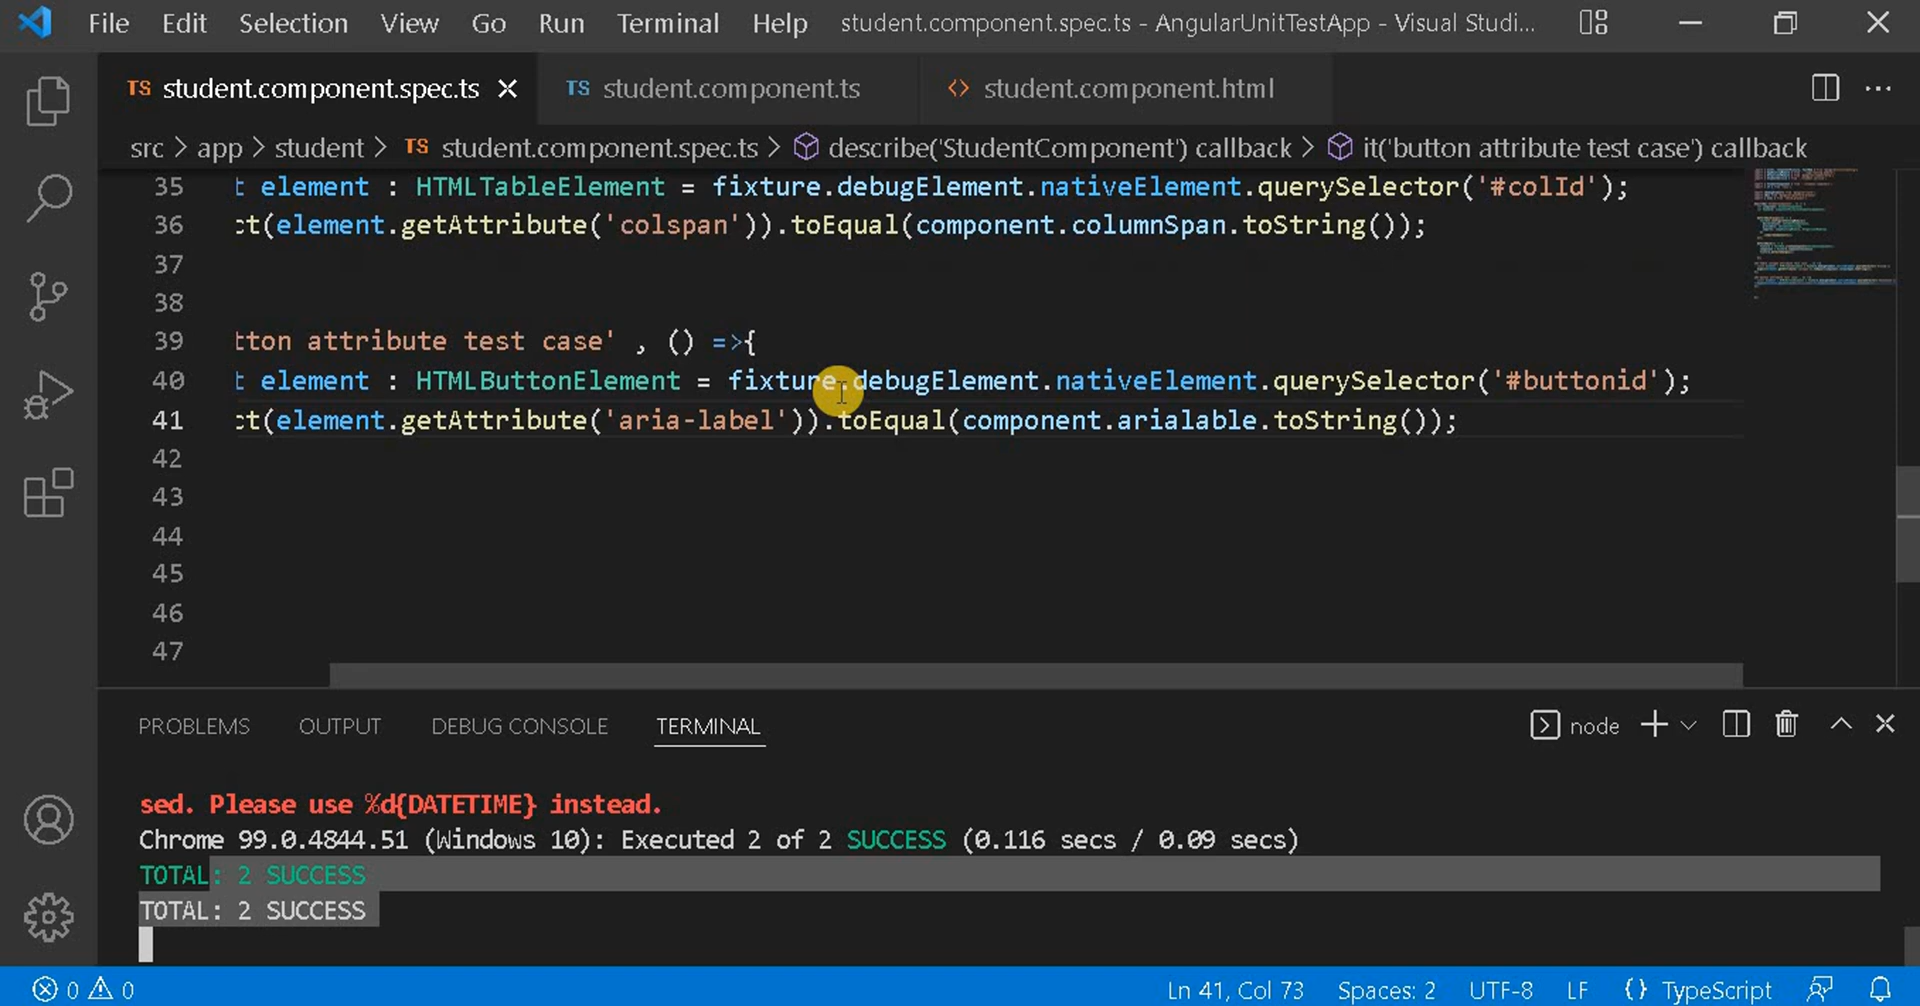 File Edit Selection View Go Run Terminal Help student.component.spec.ts - AngularUnitTestApp - Visual Studi...
TS student.component.spec.ts TS student.component.ts <> student.component.html
src > app > student > TS student.component.spec.ts > describe('StudentComponent') callback > it('button attribute test case') callback
35 t element : HTMLTableElement = fixture.debugElement.nativeElement.querySelector('#colId');
36 ct(element.getAttribute('colspan')).toEqual(component.columnSpan.toString());
37
38
39 tton attribute test case' , () =>{
40 t element : HTMLButtonElement = fixture.debugElement.nativeElement.querySelector('#buttonid');
41 ct(element.getAttribute('aria-label')).toEqual(component.arialable.toString());
42
43
44
45
46
47
PROBLEMS OUTPUT DEBUG CONSOLE TERMINAL node
sed. Please use %d{DATETIME} instead.
Chrome 99.0.4844.51 (Windows 10): Executed 2 of 2 SUCCESS (0.116 secs / 0.09 secs)
TOTAL: 2 SUCCESS
TOTAL: 2 SUCCESS
0 0 Ln 41, Col 73 Spaces: 2 UTF-8 LF {} TypeScript